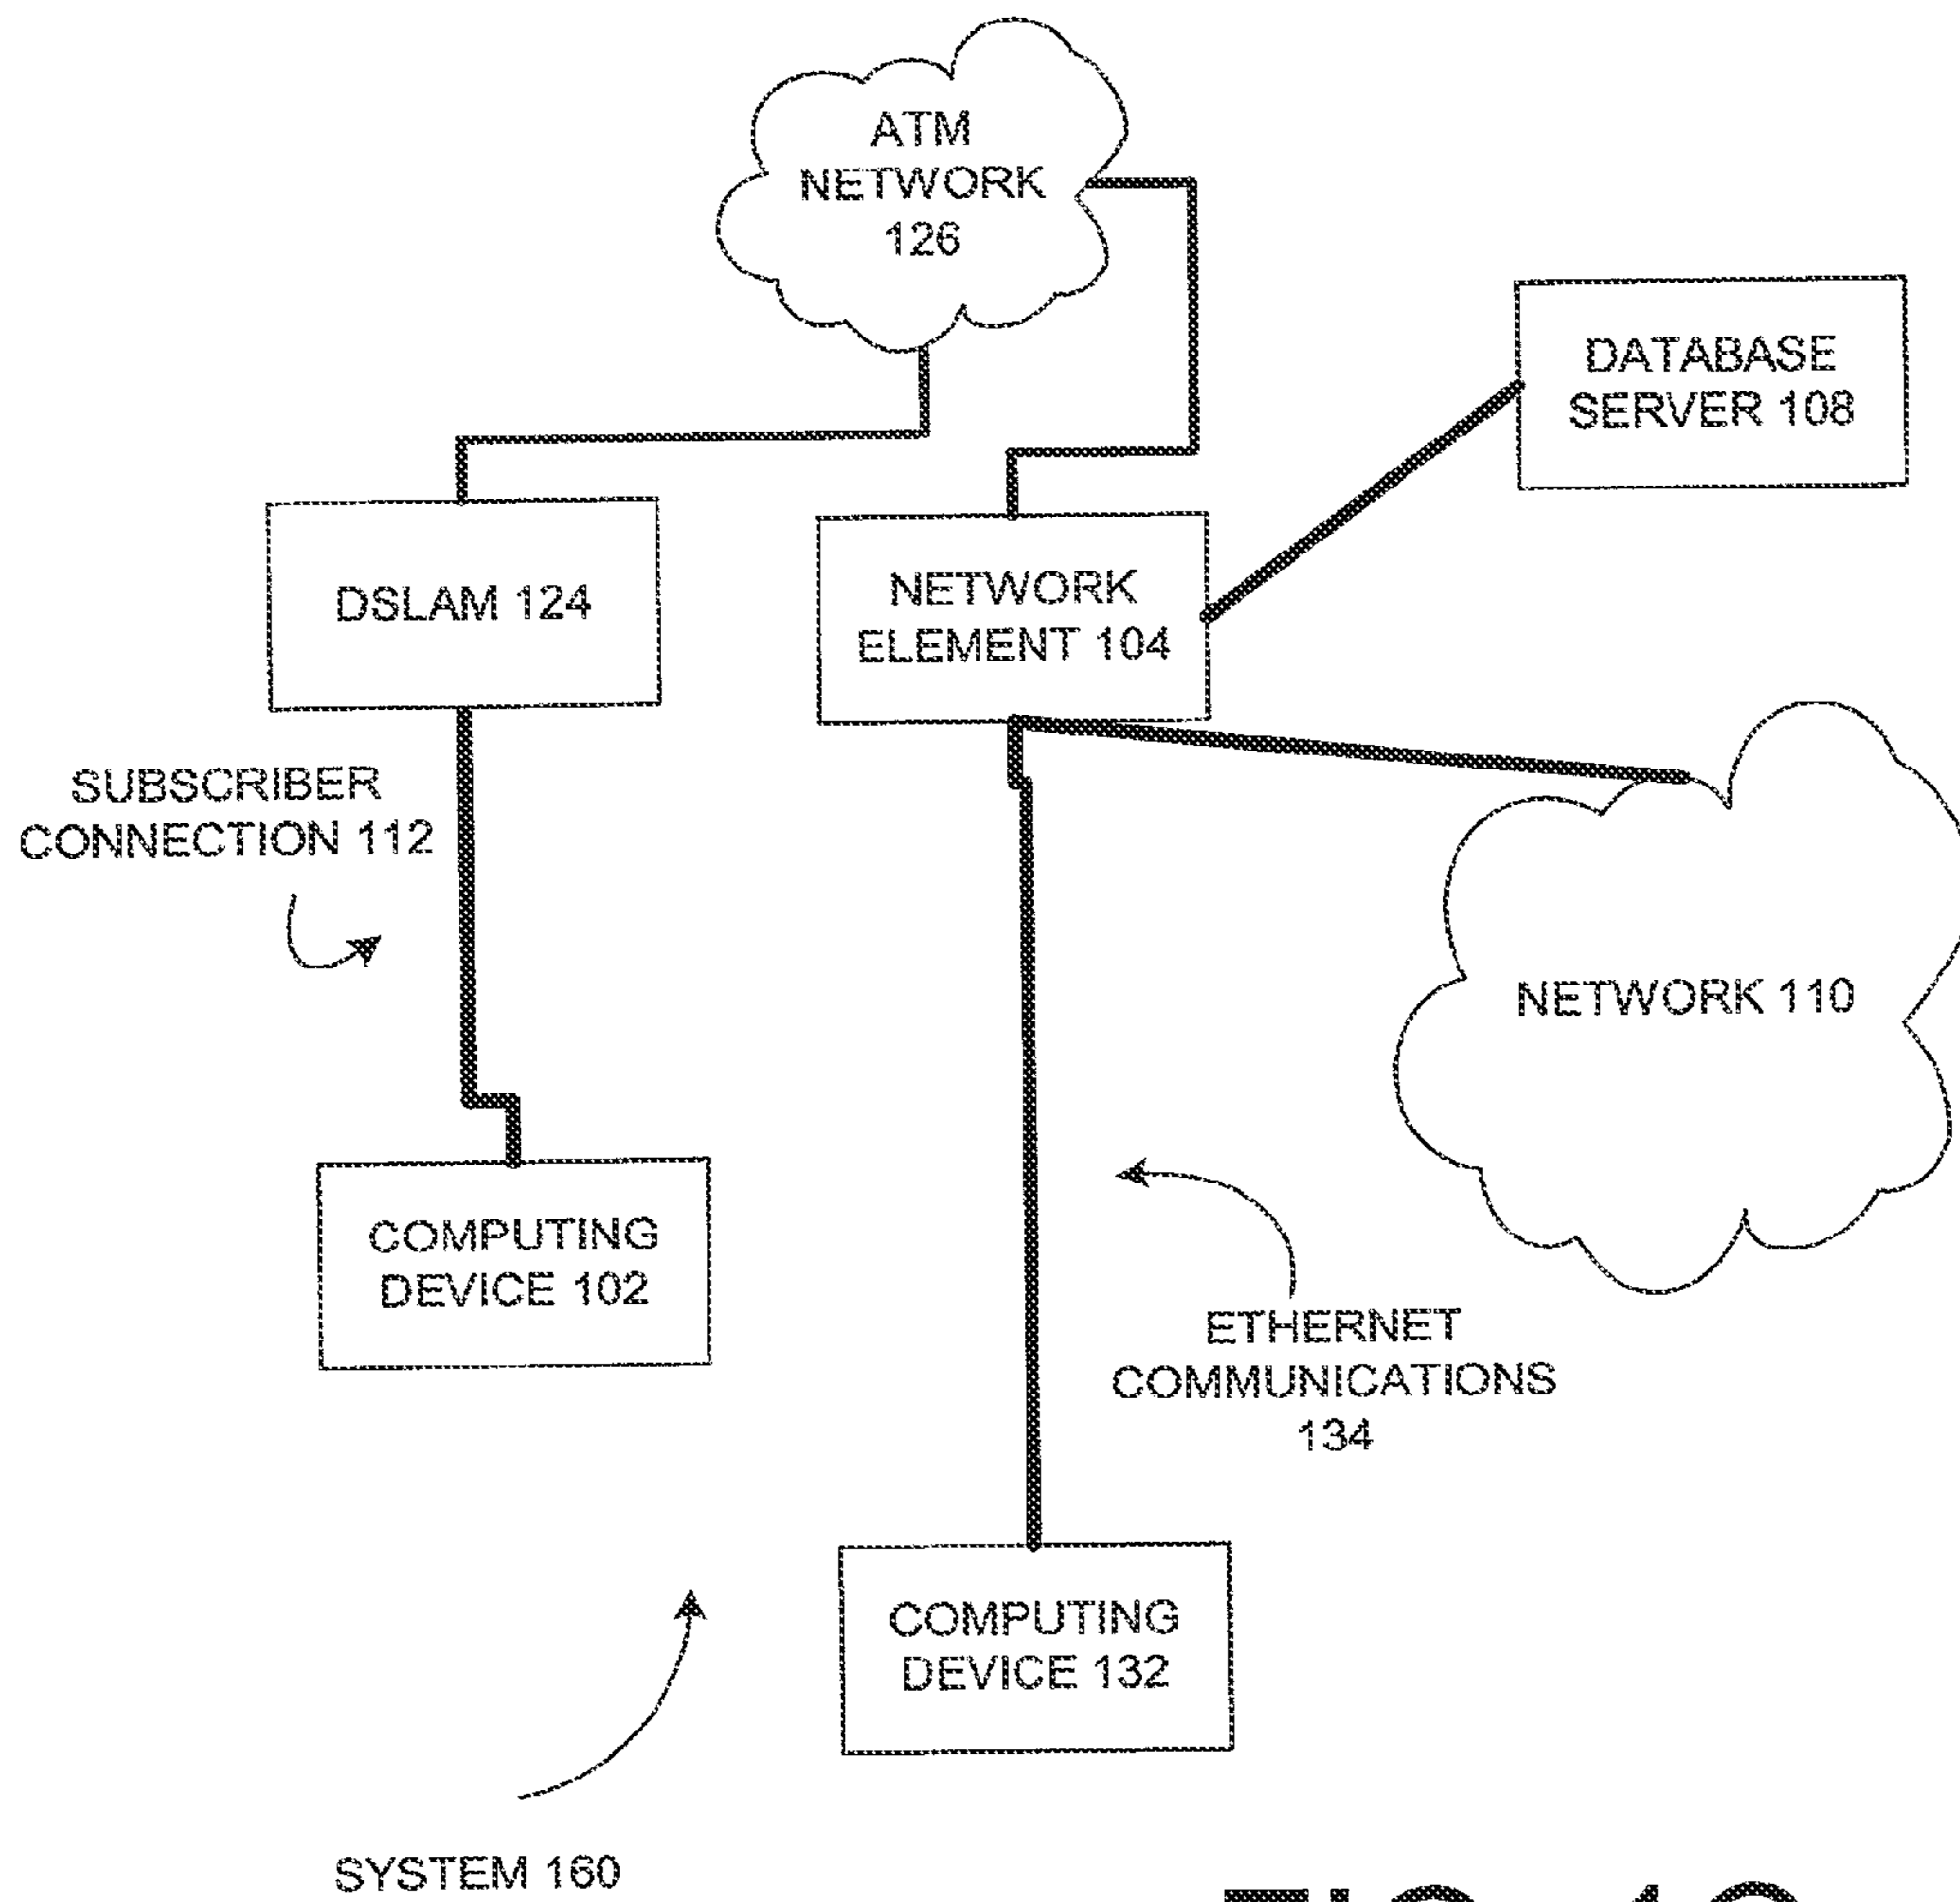 ATM
NETWORK
126
DATABASE
SERVER 108
DSLAM 124
NETWORK
ELEMENT 104
SUBSCRIBER
CONNECTION 112
NETWORK 110
COMPUTING
DEVICE 102
ETHERNET
COMMUNICATIONS
134
COMPUTING
DEVICE 132
SYSTEM 160